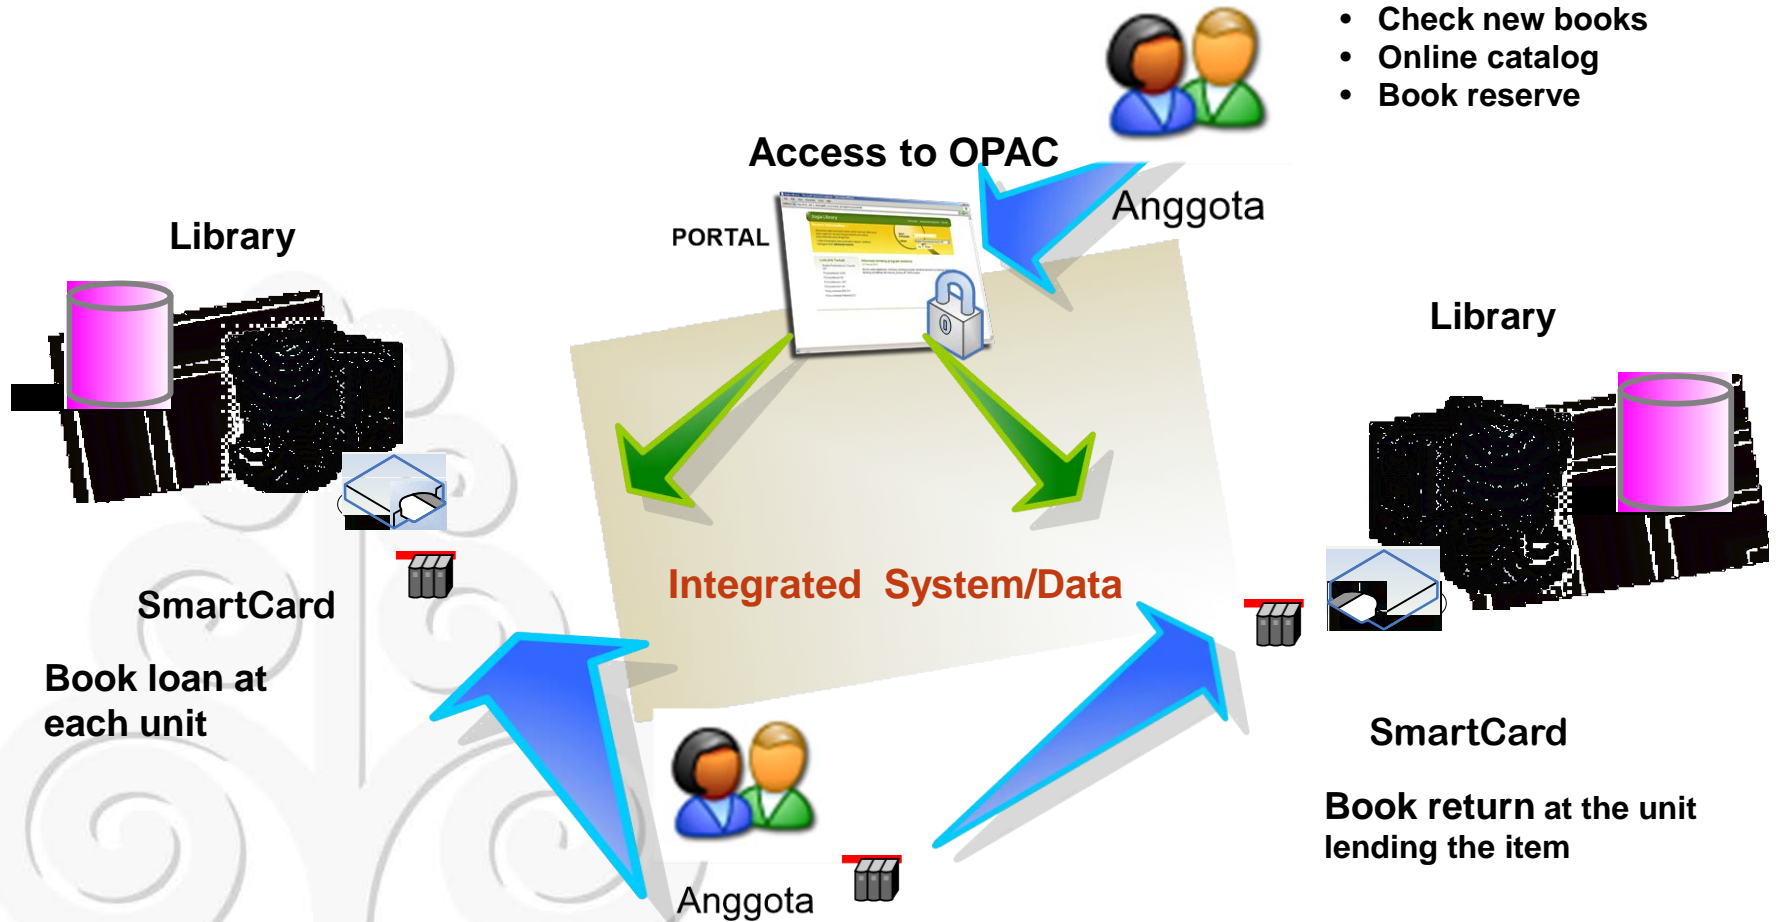 • Check new books
• Online catalog
• Book reserve
Access to OPAC
Anggota
PORTAL
Library
Library
Integrated System/Data
SmartCard
Book loan at
each unit
SmartCard
Book return at the unit
lending the item
Anggota